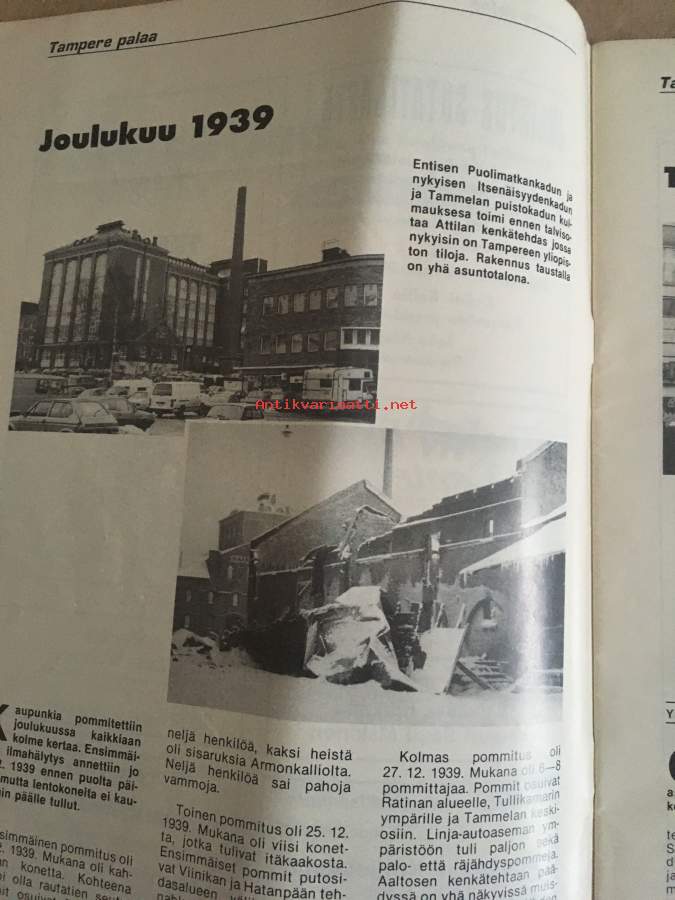 Tampere palaa
Joulukuu 1939
Entisen Puolimatkankadun ja
nykyisen Itsenäisyydenkadun
ja Tammelan puistokadun kul-
mauksesa toimi ennen talviso-
taa Attilan kenkätehdas jossa
nykyisin on Tampereen yliopis-
ton tiloja. Rakennus taustalla
on yhä asuntotalona.
Antikvariaatti.net
K
aupunkia pommitettiin
joulukuussa kaikkiaan
kolme kertaa. Ensimmäi-
ilmahälytys annettiin jo
1939 ennen puolta päi-
mutta lentokoneita ei kau-
päälle tullut.
simmäinen pommitus oli
1939. Mukana oli kah-
konetta. Kohteena
olla rautatien
neljä henkilöä, kaksi heistä
oli sisaruksia Armonkalliolta.
Neljä henkilöä sai pahoja
vammoja.
Toinen pommitus oli 25. 12.
1939. Mukana oli viisi konet-
ta, jotka tulivat itäkaakosta.
Ensimmäiset pommit putosi-
vat Viinikan ja Hatanpään teh-
dasalueen
Kolmas pommitus oli
27. 12. 1939. Mukana oli 6—8
pommittajaa. Pommit osuivat
Ratinan alueelle, Tullikamarin
ympärille ja Tammelan keski-
osiin. Linja-autoaseman ym-
päristöön tuli paljon sekä
palo- että räjähdyspommeja.
Aaltosen kenkätehtaan pää-
dyssä on yhä näkyvissä muis-
Ta